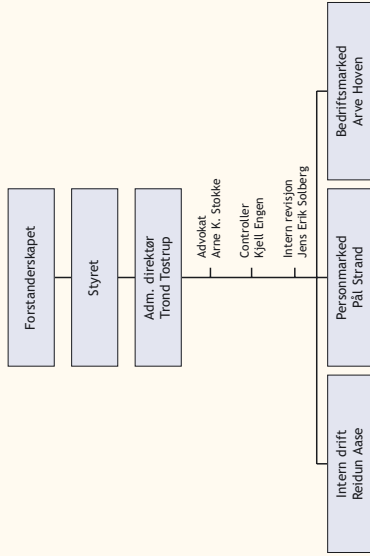 Forstanderskapet
Styret
Adm. direktør
Trond Tostrup
Advokat
Arne K. Stokke
Controller
Kjell Engen
Intern revisjon
Jens Erik Solberg
Intern drift
Reidun Aase
Personmarked
Pål Strand
Bedriftsmarked
Arve Hoven